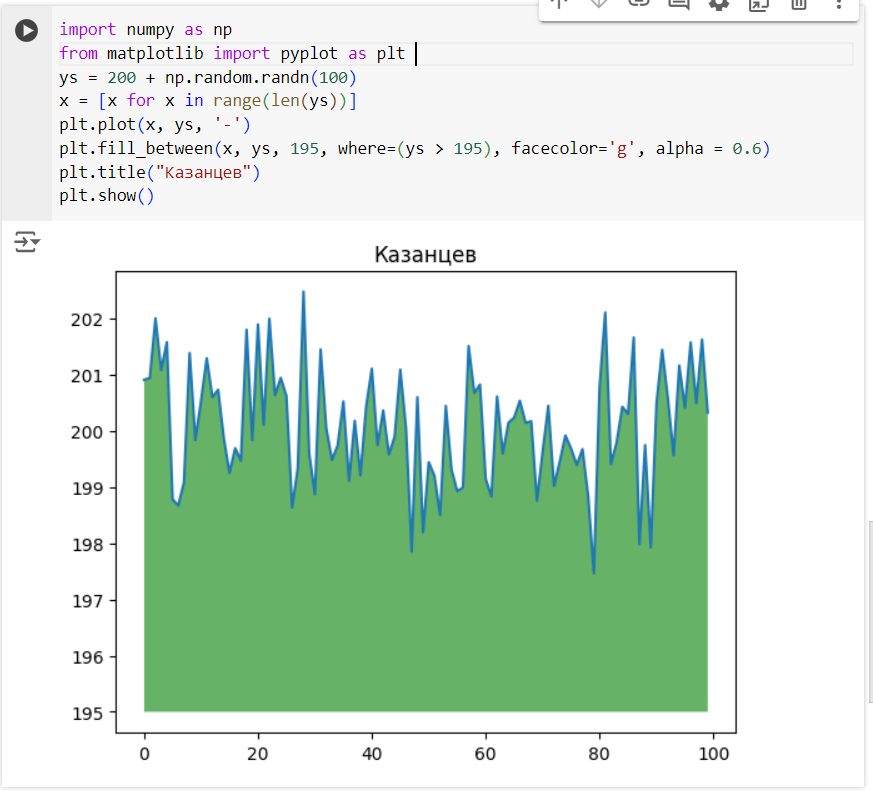 import numpy as np
from matplotlib import pyplot as plt
ys = 200 + np.random.randn(100)
x = [x for x in range(len(ys))]
plt.plot(x, ys, '-')
plt.fill_between(x, ys, 195, where=(ys > 195), facecolor='g', alpha = 0.6)
plt.title("Казанцев")
plt.show()
Казанцев
202
201
200
199
198
197
196
195
0 20 40 60 80 100